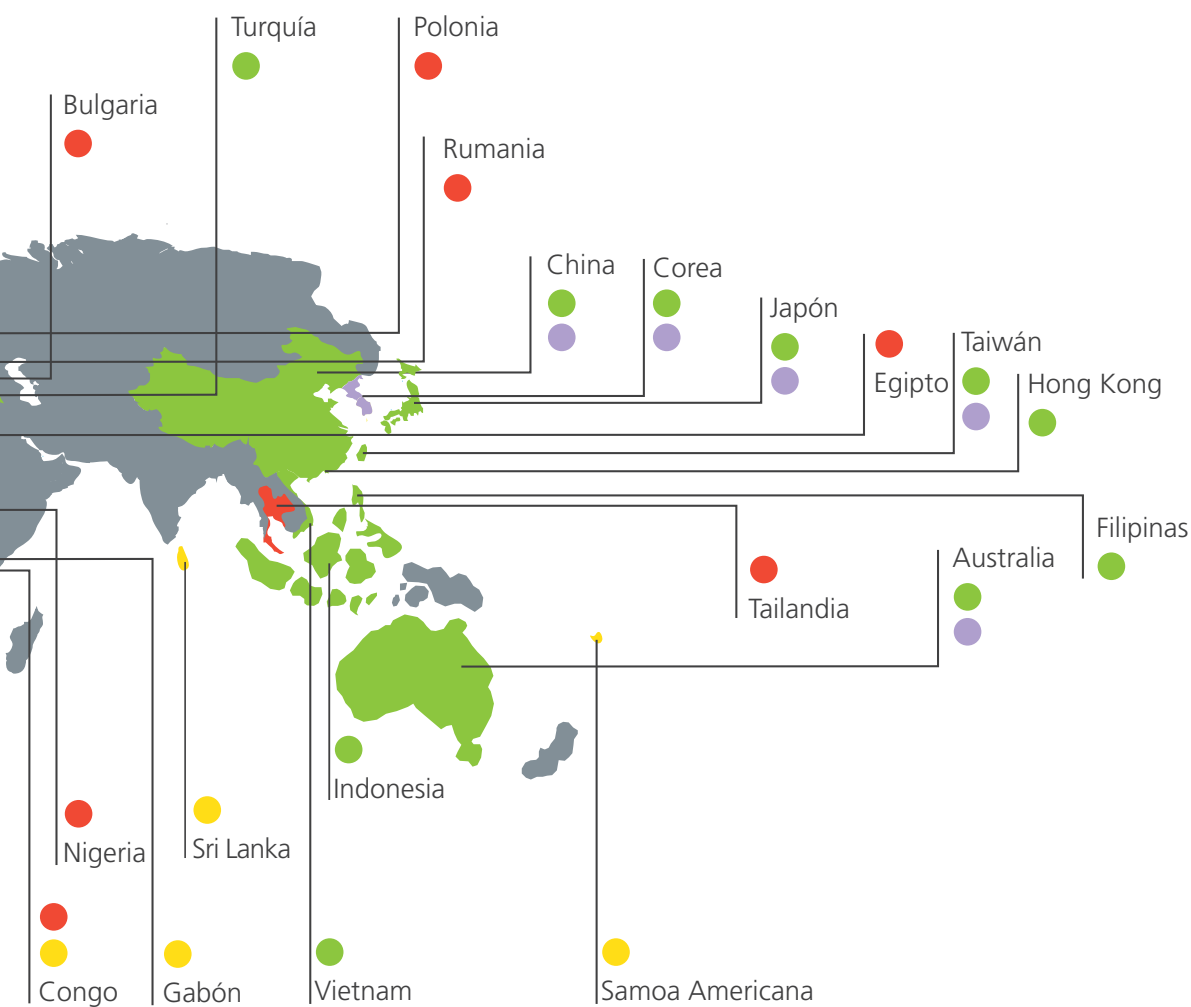 Turquía
Polonia
Bulgaria
Rumania
China
Corea
Japón
Taiwán
Egipto
Hong Kong
Filipinas
Australia
Tailandia
Indonesia
Nigeria
Sri Lanka
Congo
Gabón
Vietnam
Samoa Americana